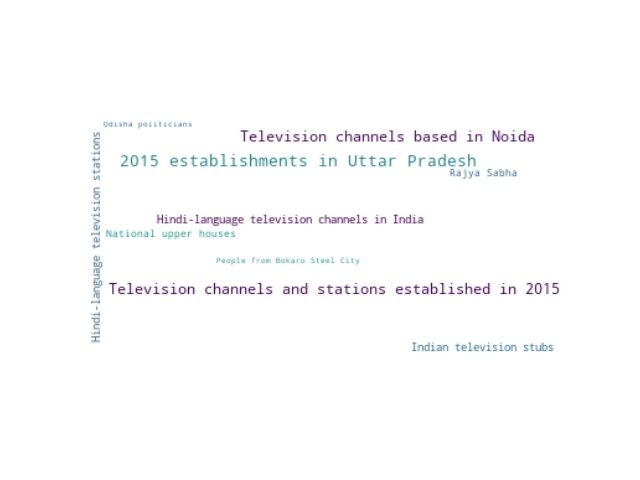 Odisha politicians
Television channels based in Noida
2015 establishments in Uttar Pradesh
Rajya Sabha
Hindi-language television stations
Hindi-language television channels in India
National upper houses
People from Bokaro Steel City
Television channels and stations established in 2015
Indian television stubs